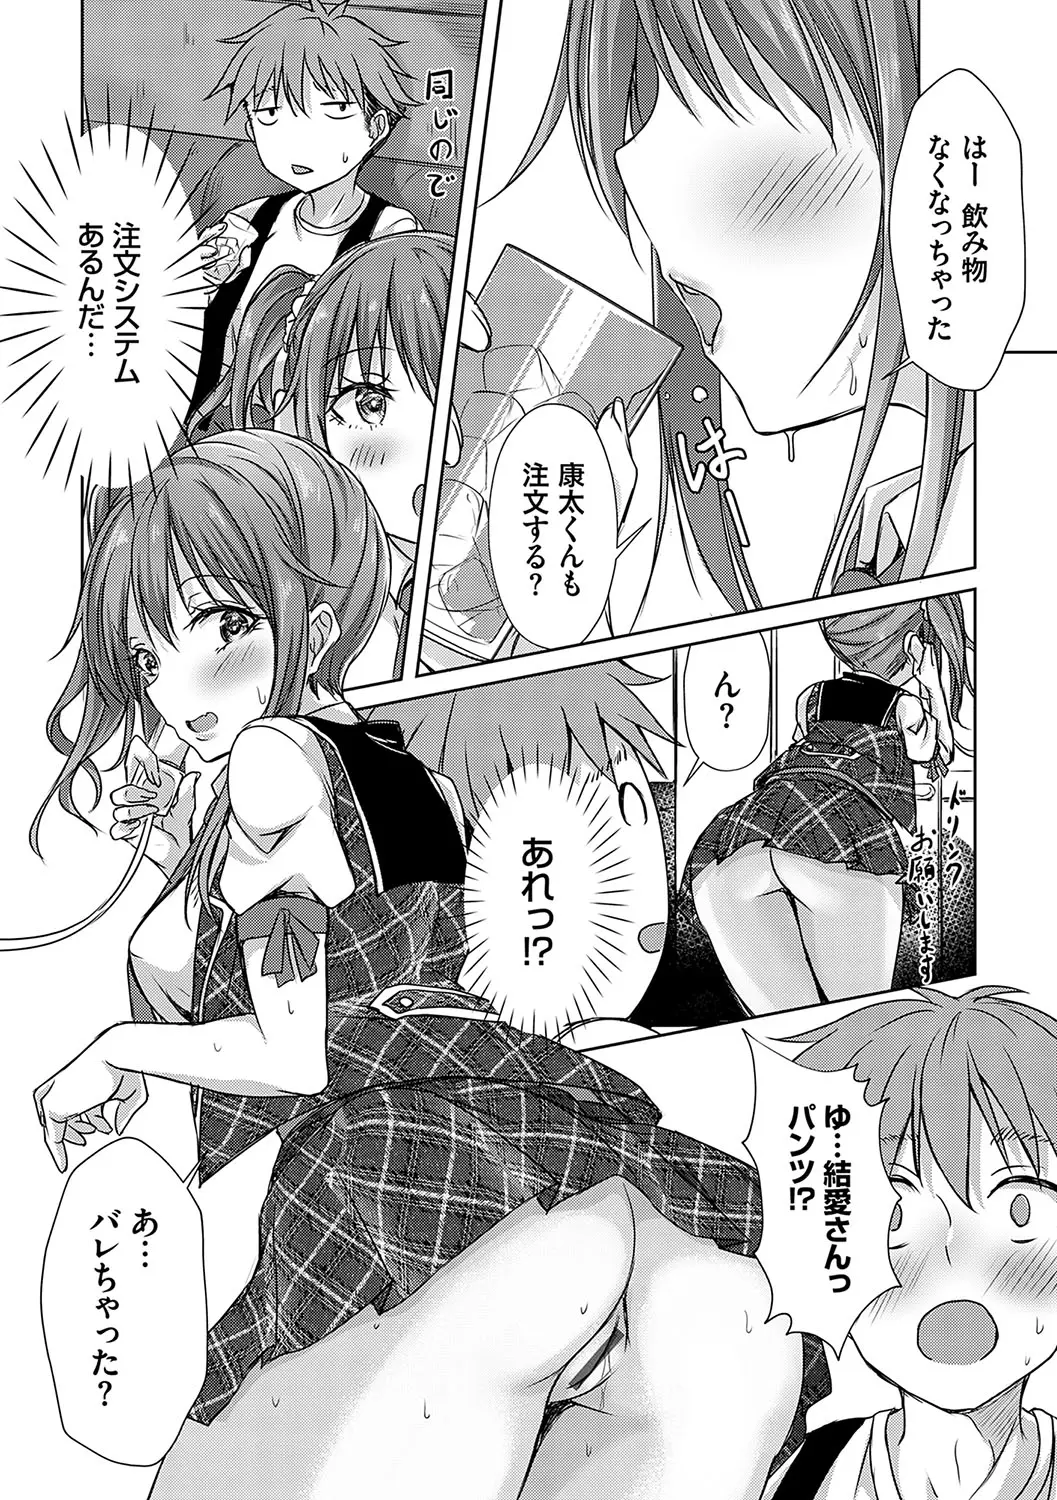 はー 飲み物
なくなっちゃった
はー
康太くんも
注文する?
同じので
注文システム
あるんだ…
ん?
ドリンク
お願いします
あれっ!?
ゆ…結愛さんっ
パンツ!?
あ…
バレちゃった?